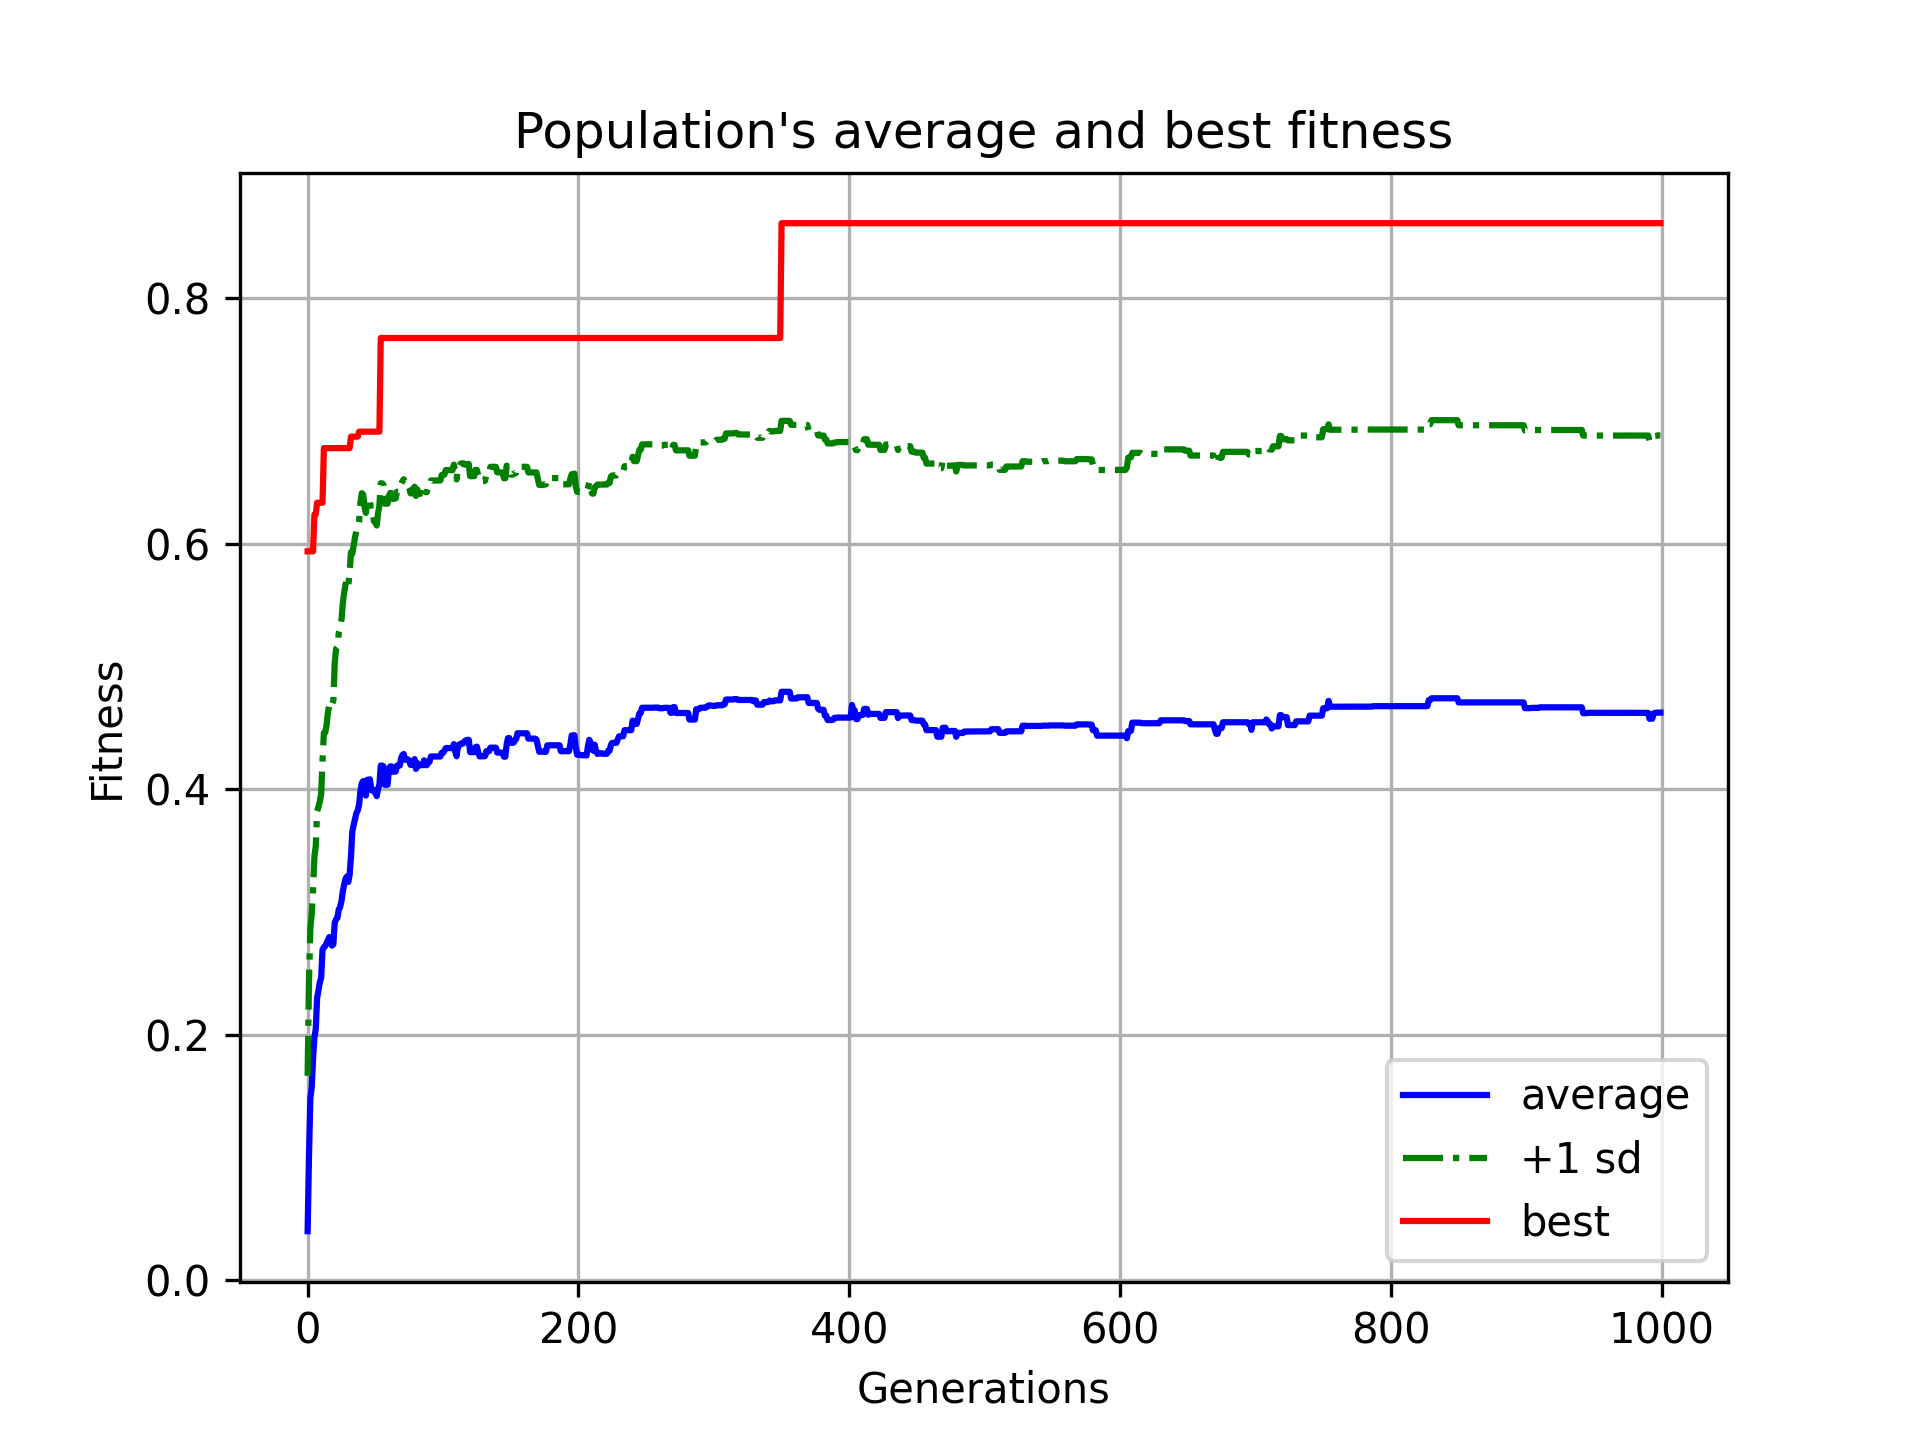 Population's average and best fitness
Fitness
0.8
0.6
0.4
0.2
0.0
0 200 400 600 800 1000
Generations
average
+1 sd
best